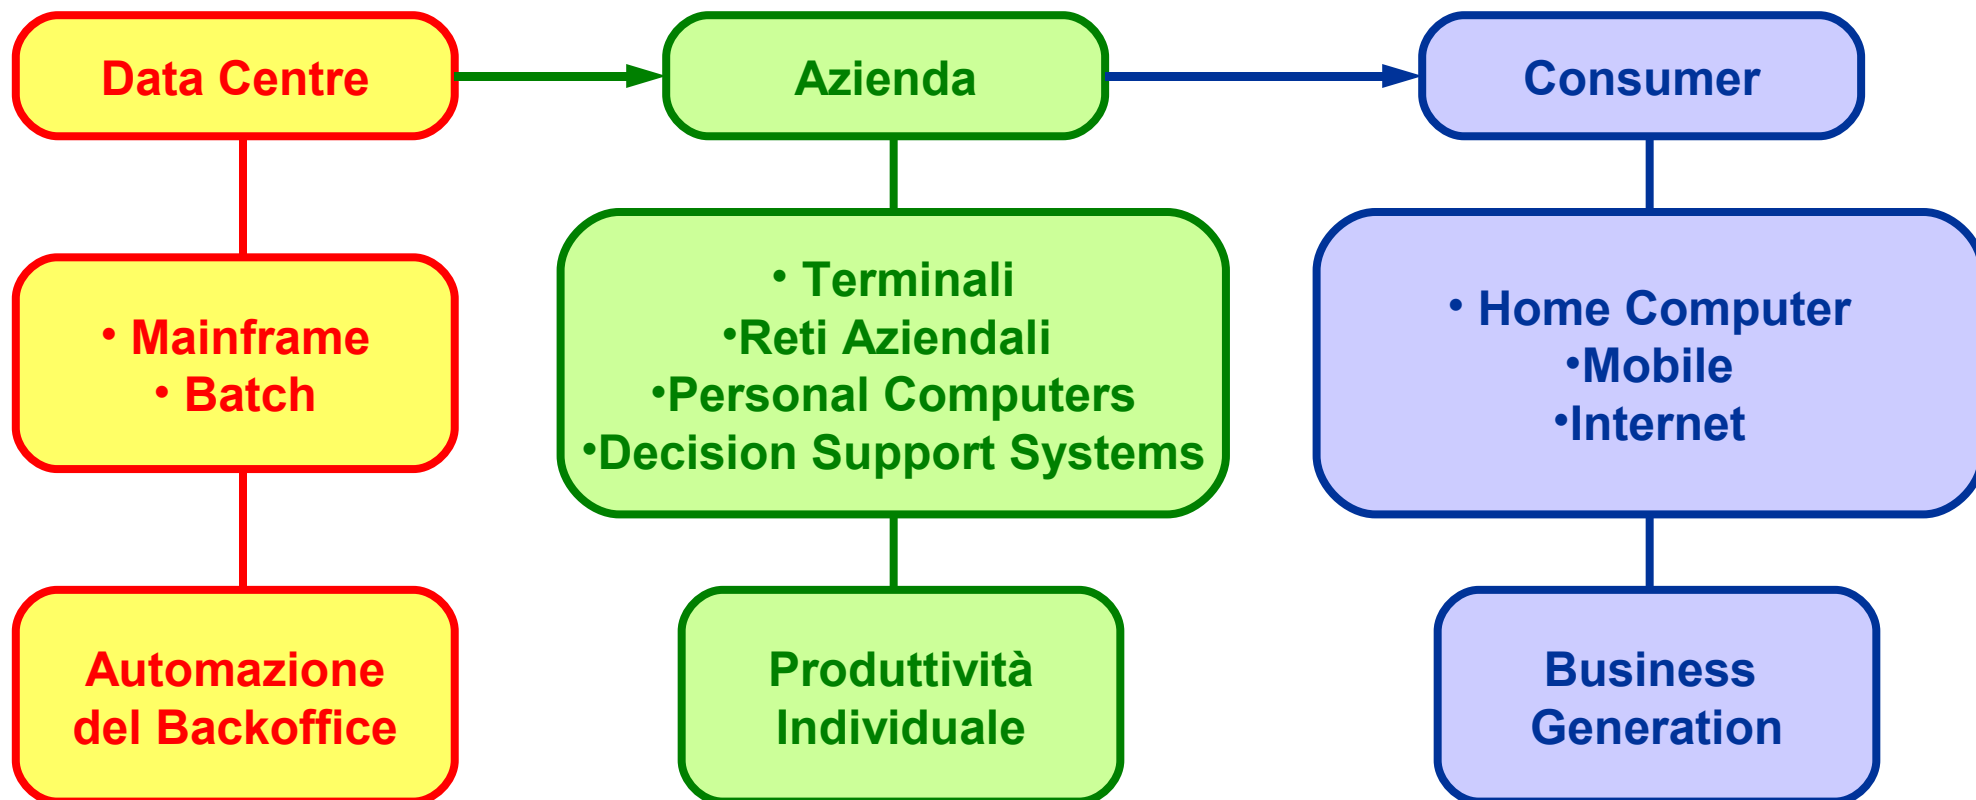 Data Centre
Azienda
Consumer
• Mainframe
• Batch
• Terminali
•Reti Aziendali
•Personal Computers
•Decision Support Systems
• Home Computer
•Mobile
•Internet
Automazione
del Backoffice
Produttività
Individuale
Business
Generation